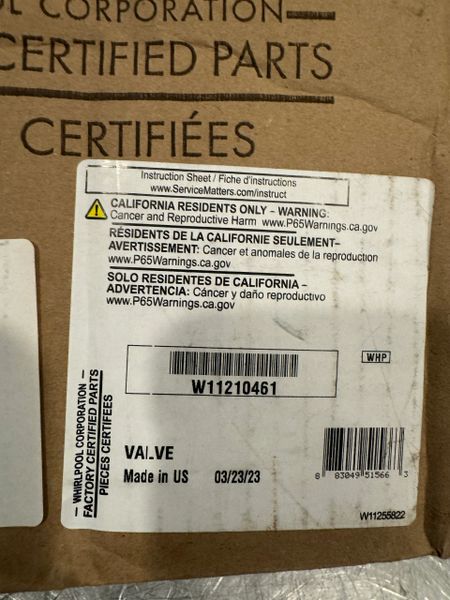 OL CORPORATION
CERTIFIED PARTS
CERTIFIÉES
Instruction Sheet / Fiche d'instructions
www.ServiceMatters.com/instruct
CALIFORNIA RESIDENTS ONLY - WARNING:
Cancer and Reproductive Harm www.P65Warnings.ca.gov
RÉSIDENTS DE LA CALIFORNIE SEULEMENT–
AVERTISSEMENT: Cancer et anomales de la reproduction
www.P65Warnings.ca.gov
SOLO RESIDENTES DE CALIFORNIA –
ADVERTENCIA: Cáncer y daño reproductivo
www.P65Warnings.ca.gov
WHP
W11210461
— WHIRLPOOL CORPORATION —
FACTORY CERTIFIED PARTS
PIECES CERTIFEES
VALVE
Made in US 03/23/23
8 83049 51566 3
W11255822